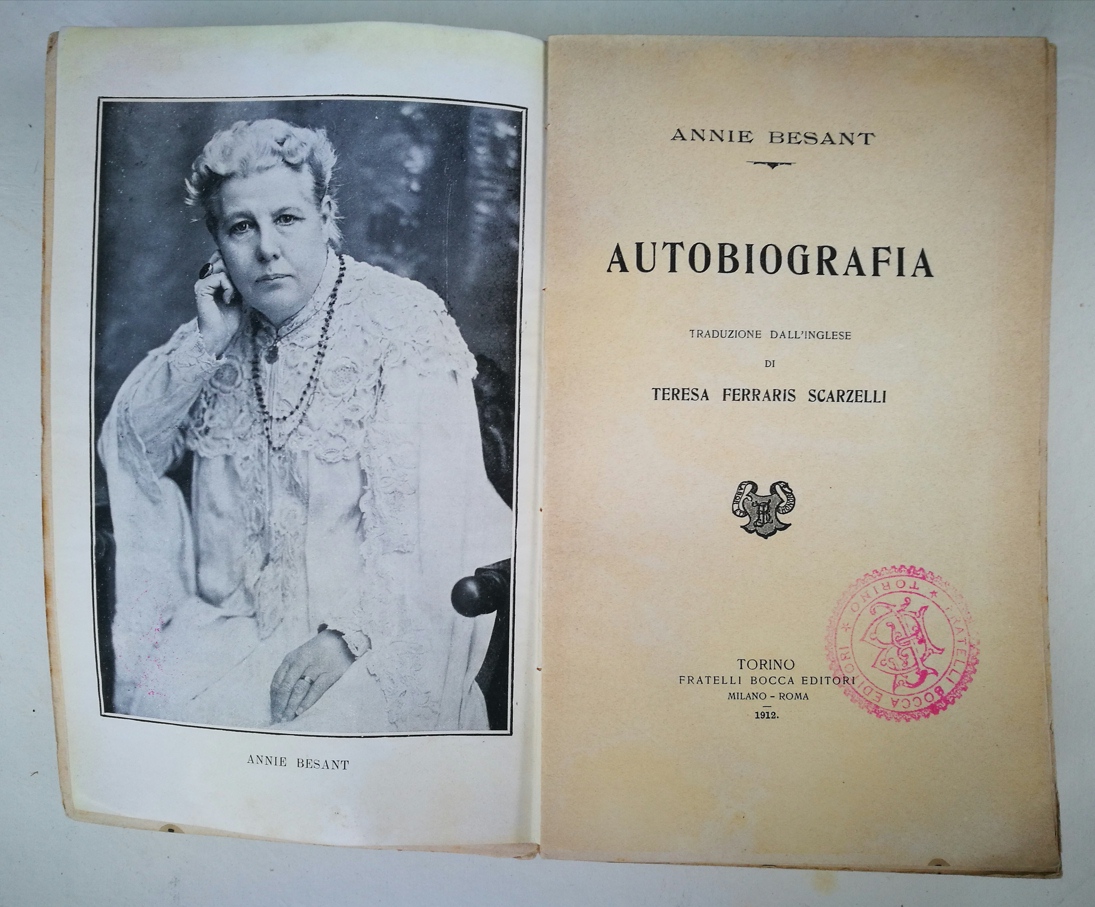 ANNIE BESANT
ANNIE BESANT
AUTOBIOGRAFIA
TRADUZIONE DALL'INGLESE
DI
TERESA FERRARIS SCARZELLI
TORINO
FRATELLI BOCCA EDITORI
MILANO - ROMA
1912.
FRATELLI BOCCA EDITORI * TORINO *